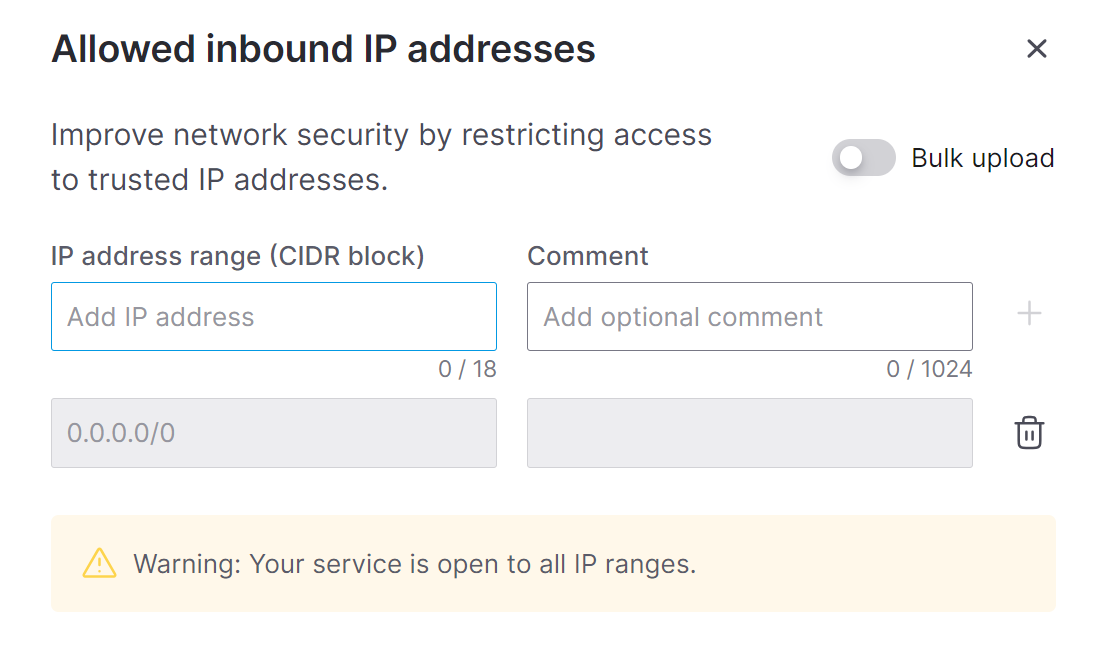 Allowed inbound IP addresses
Improve network security by restricting access
to trusted IP addresses.
Bulk upload
IP address range (CIDR block)
Comment
Add IP address
Add optional comment
0 / 18
0 / 1024
0.0.0.0/0
Warning: Your service is open to all IP ranges.